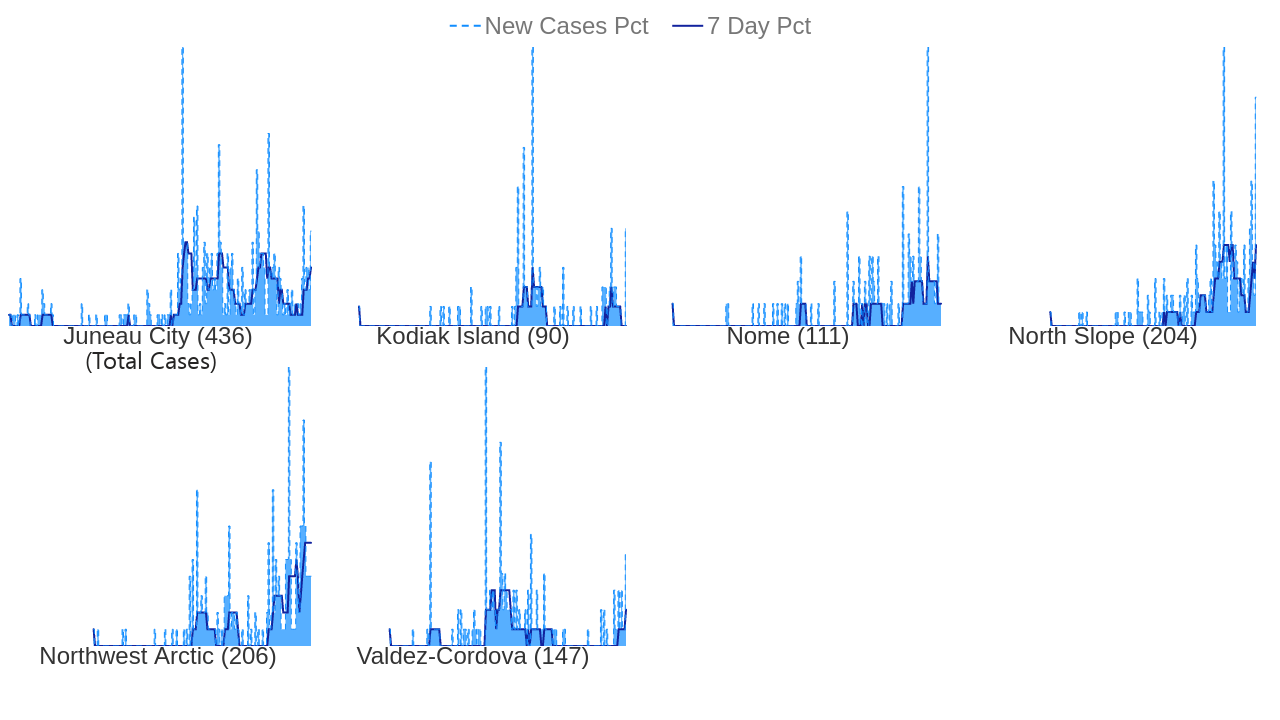 New Cases Pct 7 Day Pct
Juneau City (436)
(Total Cases)
Kodiak Island (90)
Nome (111)
North Slope (204)
Northwest Arctic (206)
Valdez-Cordova (147)